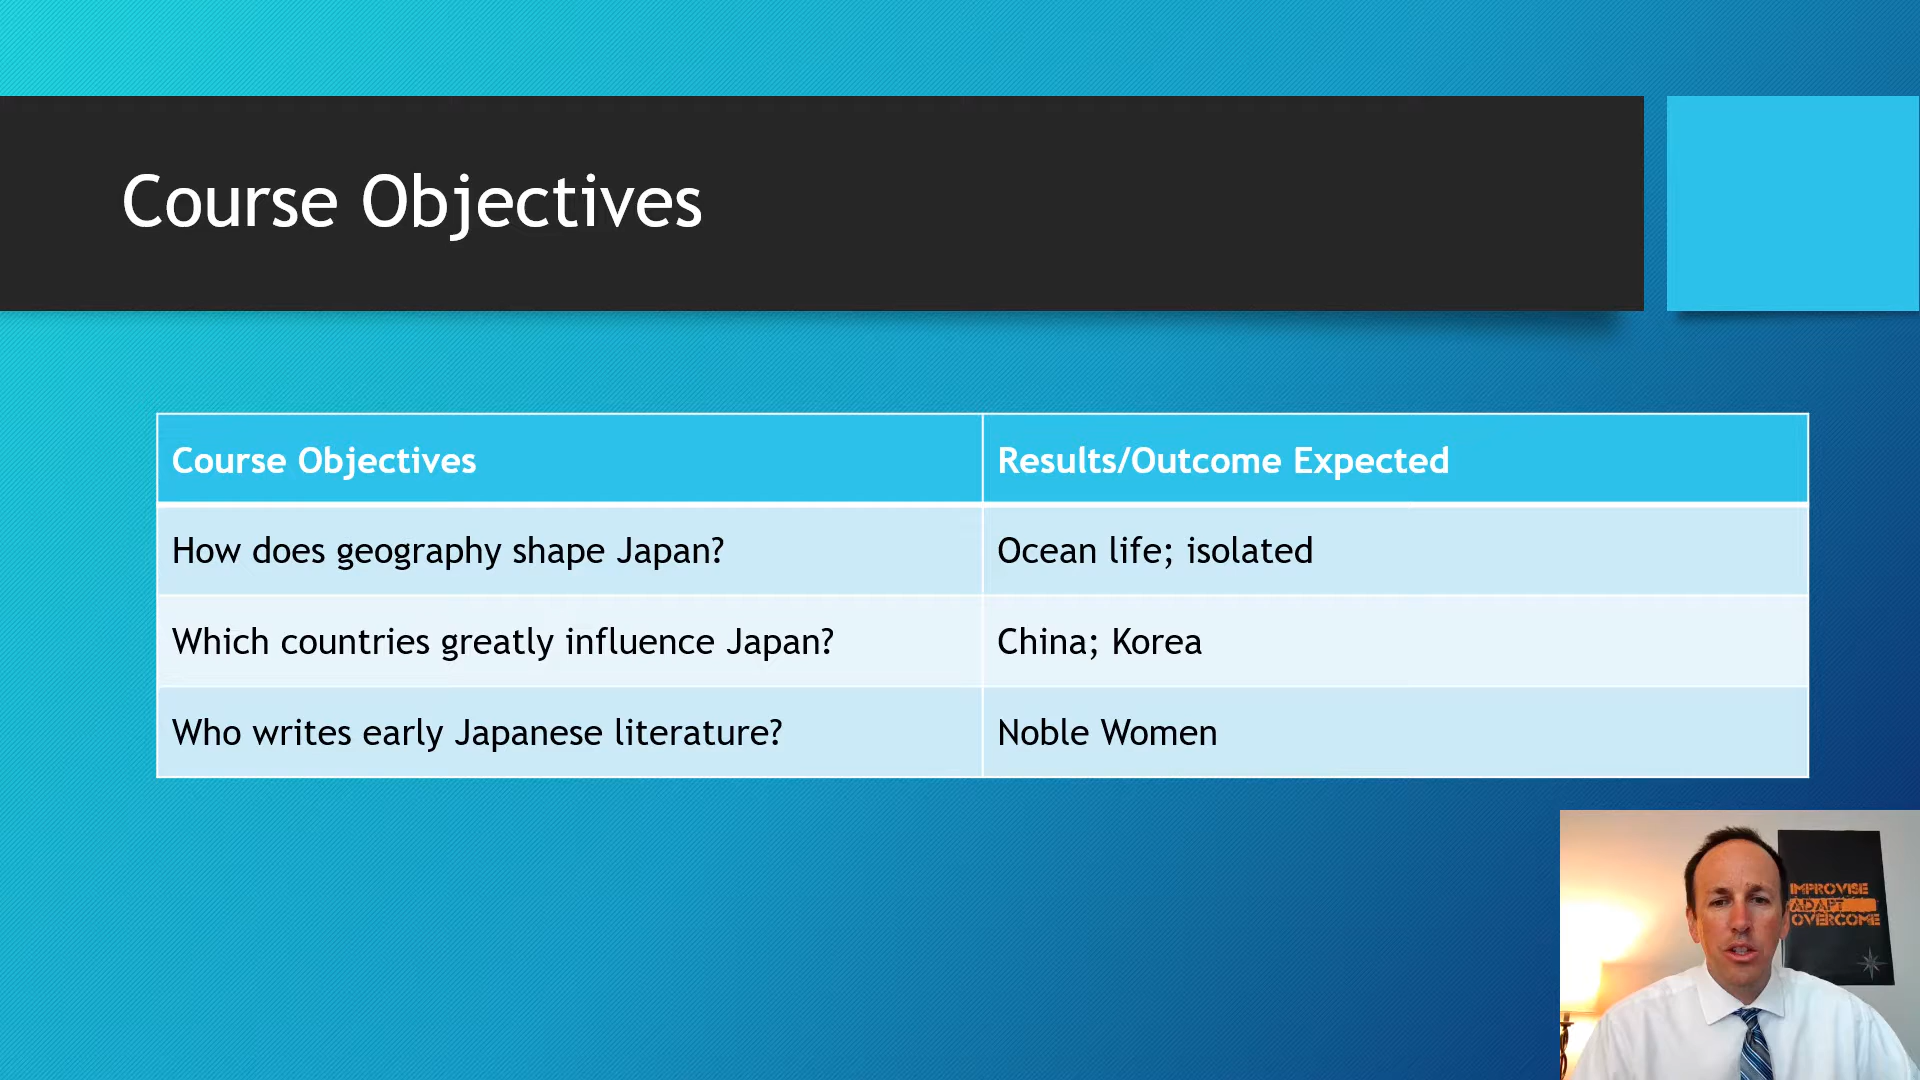 Course Objectives
Course Objectives
Results/Outcome Expected
How does geography shape Japan?
Ocean life; isolated
Which countries greatly influence Japan?
China; Korea
Who writes early Japanese literature?
Noble Women
IMPROVISE
ADAPT
OVERCOME